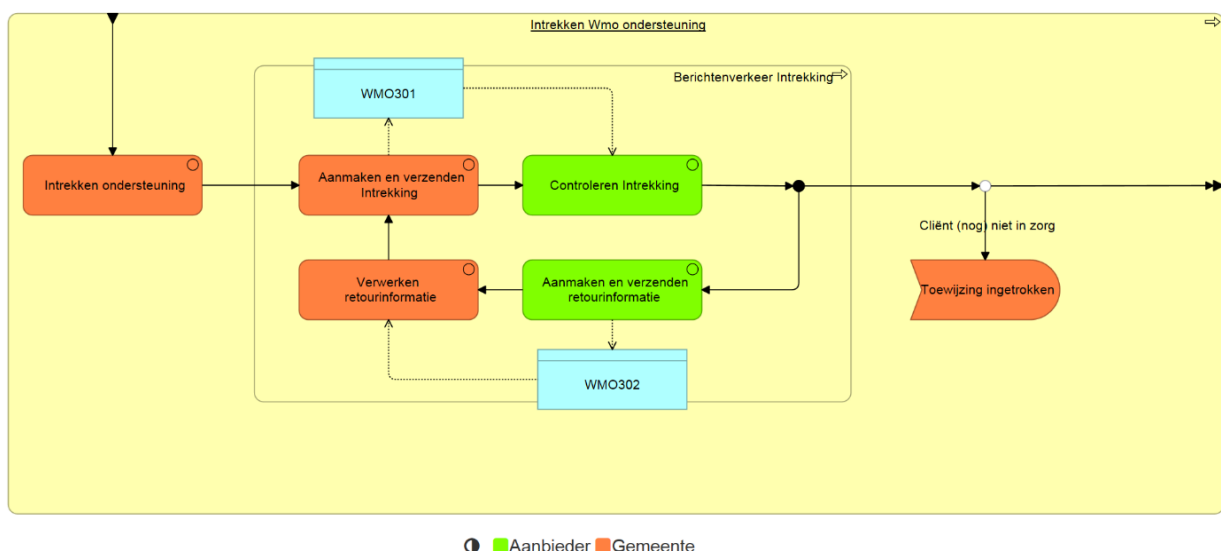 Intrekken Wmo ondersteuning
Berichtenverkeer Intrekking
WMO301
Intrekken ondersteuning
Aanmaken en verzenden
Intrekking
Controleren Intrekking
Cliënt (nog) niet in zorg
Verwerken
retourinformatie
Aanmaken en verzenden
retourinformatie
Toewijzing ingetrokken
WMO302
Aanbieder
Gemeente